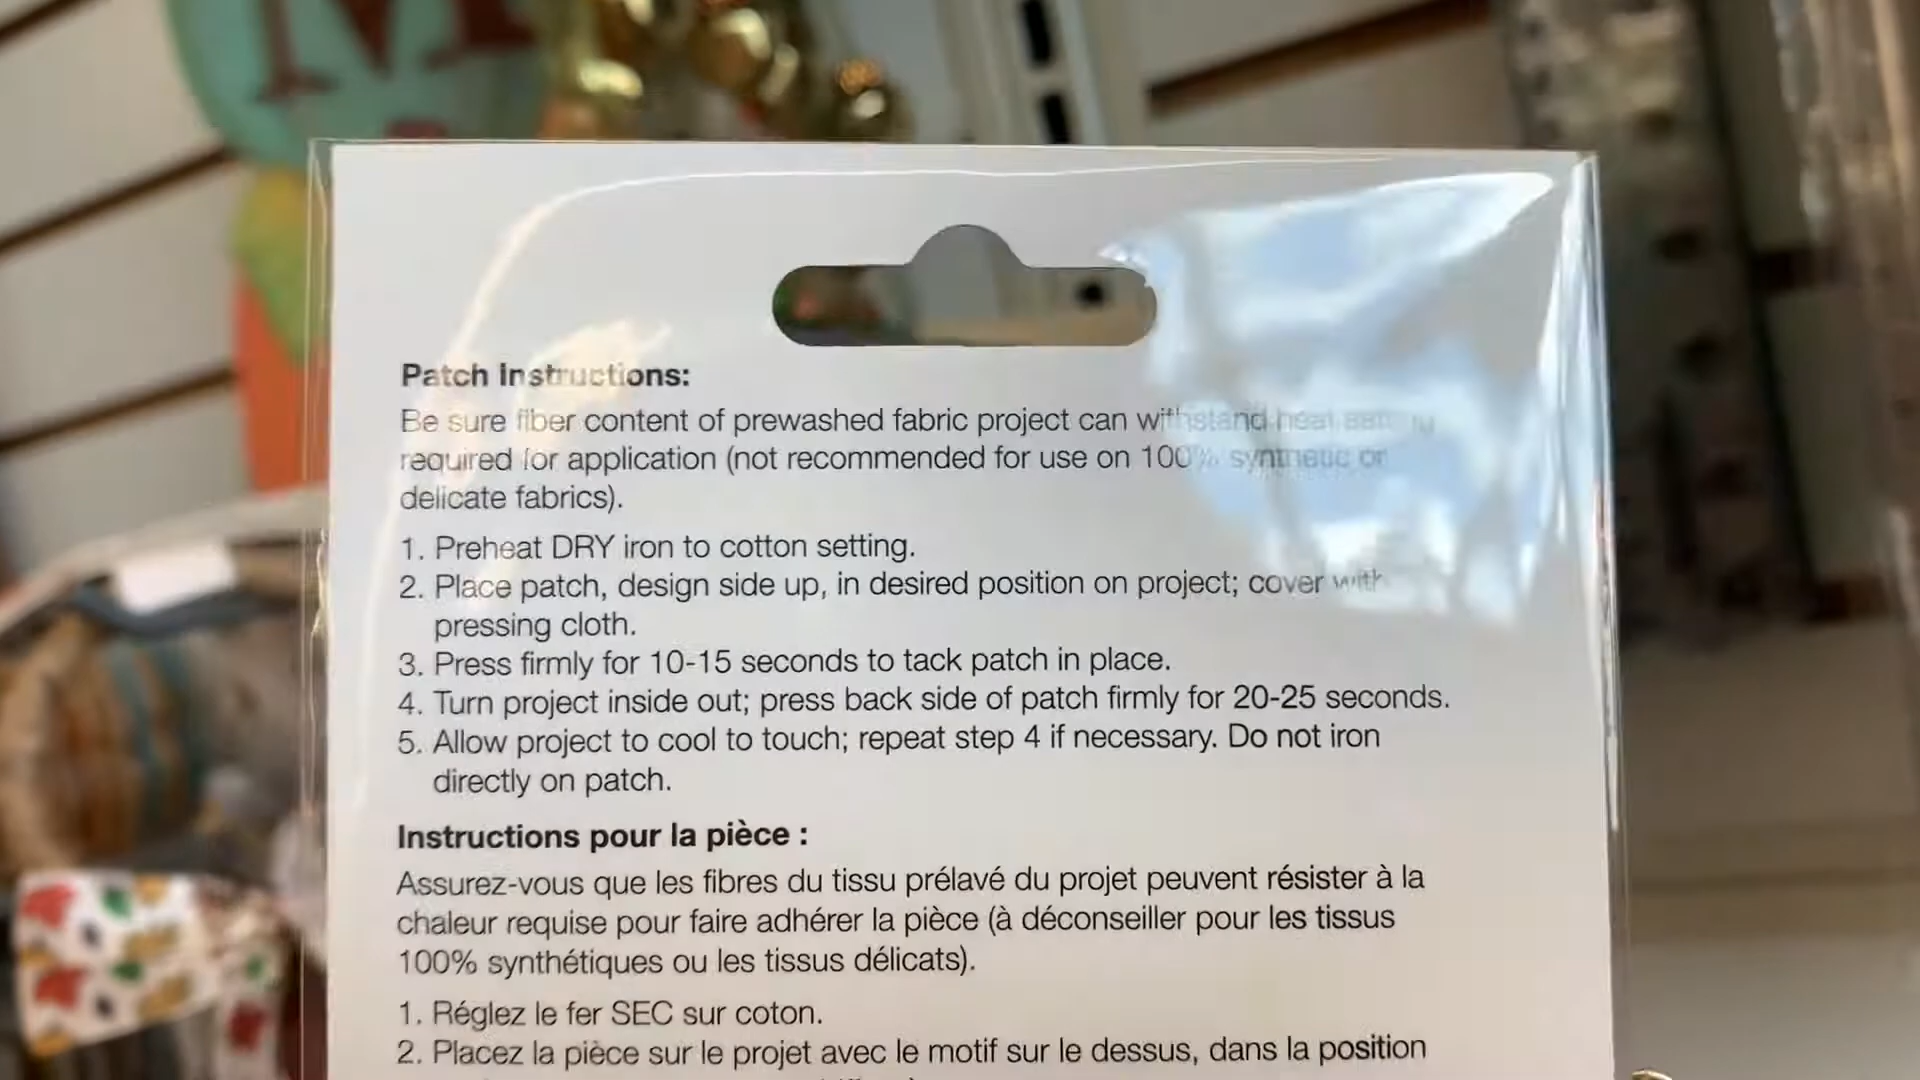 M
Patch Instructions:
Be sure fiber content of prewashed fabric project can withstand heat setting
required for application (not recommended for use on 100% synthetic or
delicate fabrics).
1. Preheat DRY iron to cotton setting.
2. Place patch, design side up, in desired position on project; cover with
pressing cloth.
3. Press firmly for 10-15 seconds to tack patch in place.
4. Turn project inside out; press back side of patch firmly for 20-25 seconds.
5. Allow project to cool to touch; repeat step 4 if necessary. Do not iron
directly on patch.
Instructions pour la pièce :
Assurez-vous que les fibres du tissu prélavé du projet peuvent résister à la
chaleur requise pour faire adhérer la pièce (à déconseiller pour les tissus
100% synthétiques ou les tissus délicats).
1. Réglez le fer SEC sur coton.
2. Placez la pièce sur le projet avec le motif sur le dessus, dans la position